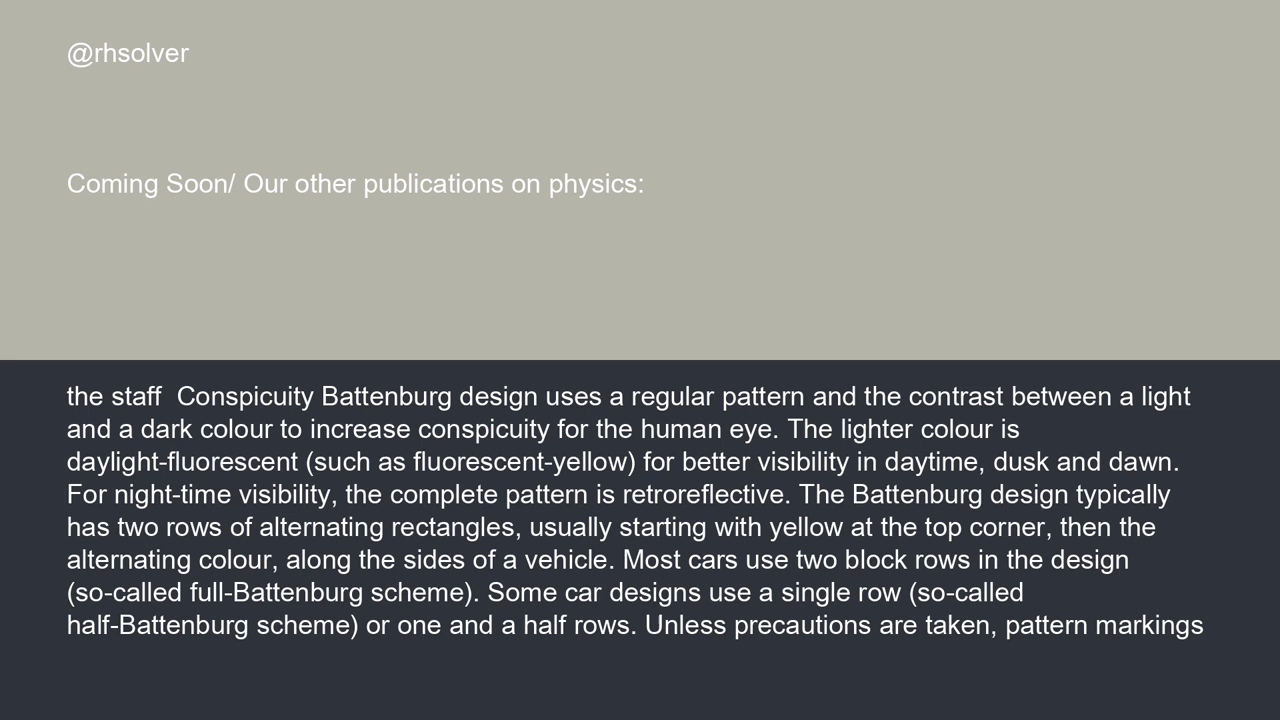 @rhsolver
Coming Soon/ Our other publications on physics:
the staff  Conspicuity Battenburg design uses a regular pattern and the contrast between a light
and a dark colour to increase conspicuity for the human eye. The lighter colour is
daylight-fluorescent (such as fluorescent-yellow) for better visibility in daytime, dusk and dawn.
For night-time visibility, the complete pattern is retroreflective. The Battenburg design typically
has two rows of alternating rectangles, usually starting with yellow at the top corner, then the
alternating colour, along the sides of a vehicle. Most cars use two block rows in the design
(so-called full-Battenburg scheme). Some car designs use a single row (so-called
half-Battenburg scheme) or one and a half rows. Unless precautions are taken, pattern markings